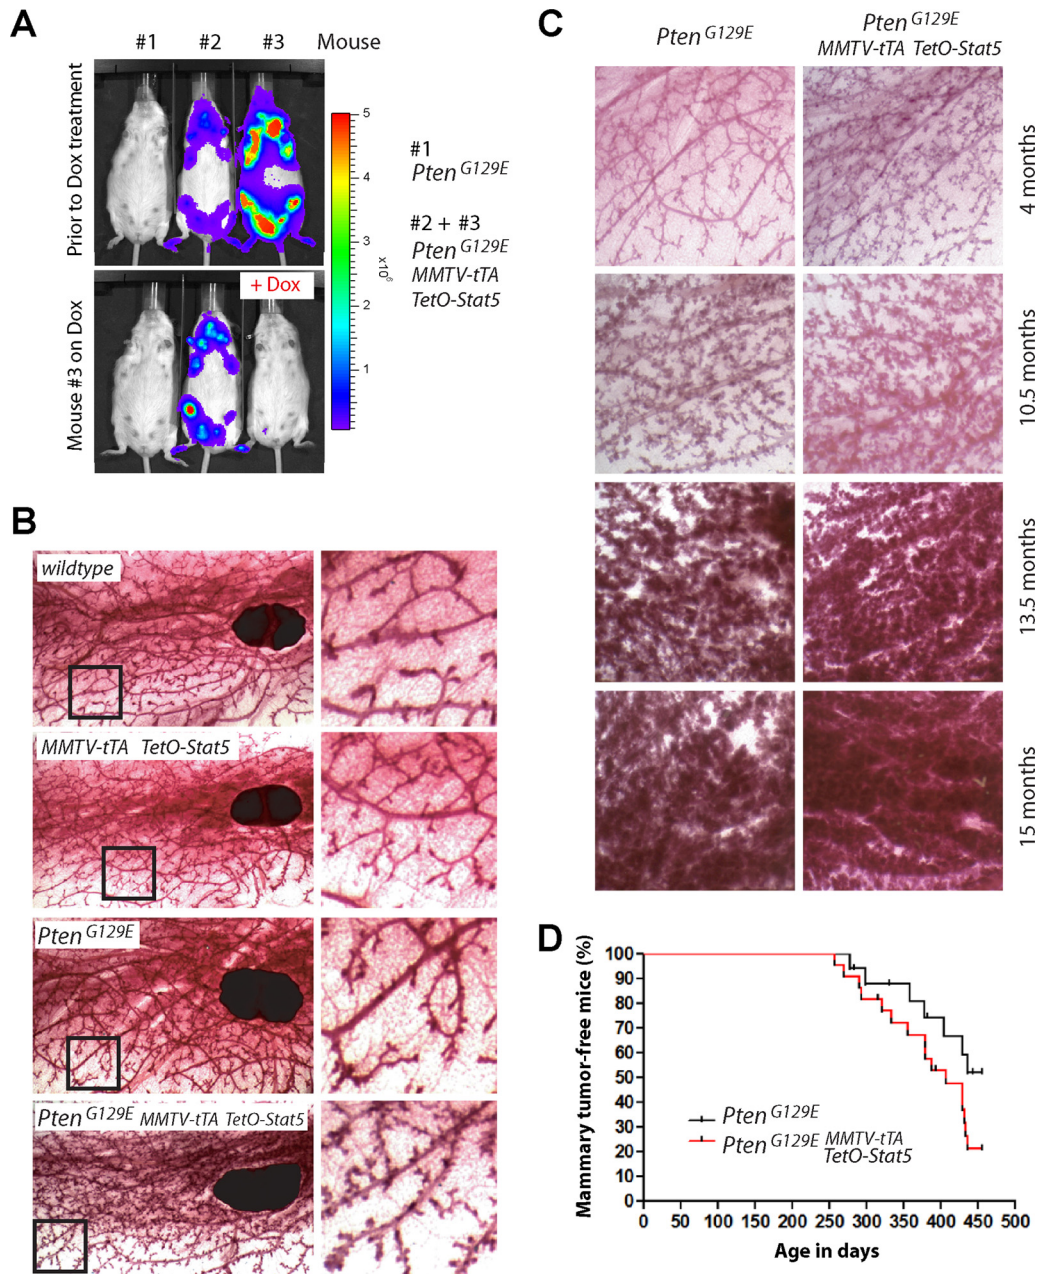 A
#1 #2 #3 Mouse
Prior to Dox treatment
Mouse #3 on Dox
+ Dox
5
4
3
2
1
x10⁶
#1
Pten G129E
#2 + #3
Pten G129E
MMTV-tTA
TetO-Stat5
B
wildtype
MMTV-tTA TetO-Stat5
Pten G129E
Pten G129E MMTV-tTA TetO-Stat5
C
Pten G129E
Pten G129E
MMTV-tTA TetO-Stat5
4 months
10.5 months
13.5 months
15 months
D
Mammary tumor-free mice (%)
100
90
80
70
60
50
40
30
20
10
0
Pten G129E
Pten G129E MMTV-tTA
TetO-Stat5
0 50 100 150 200 250 300 350 400 450 500
Age in days